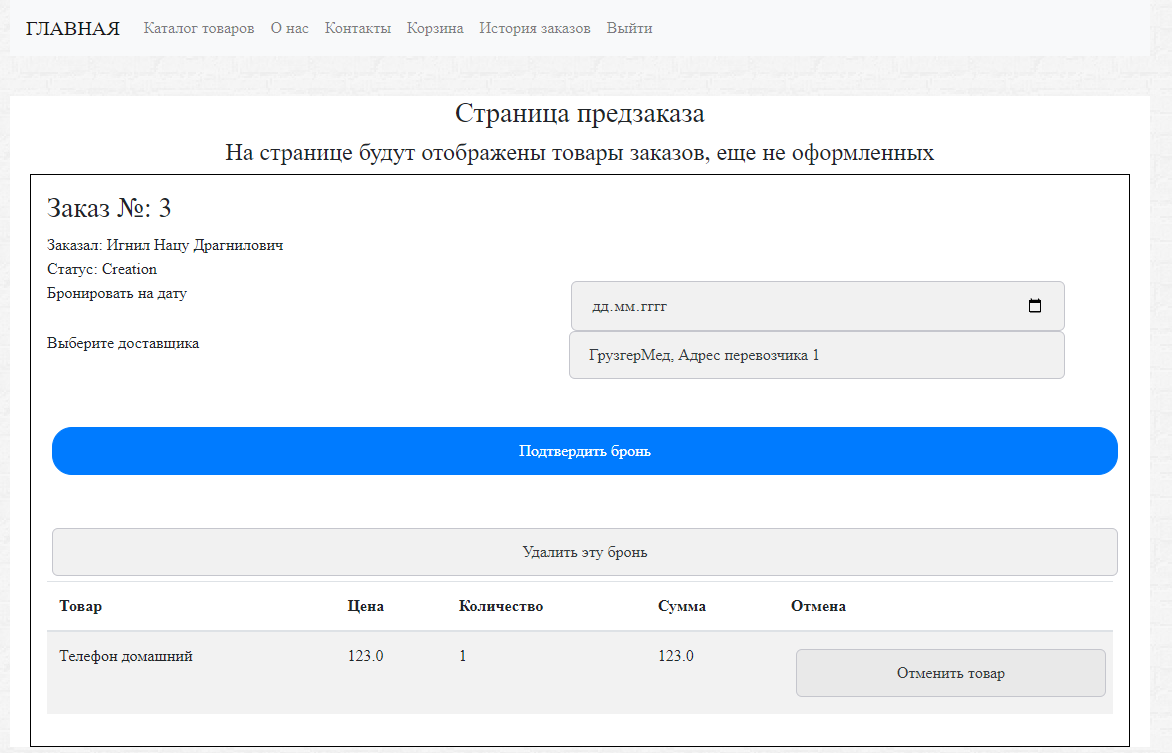 ГЛАВНАЯ Каталог товаров О нас Контакты Корзина История заказов Выйти
Страница предзаказа
На странице будут отображены товары заказов, еще не оформленных
Заказ №: 3
Заказал: Игнил Нацу Драгнилович
Статус: Creation
Бронировать на дату дд.мм.гггг
Выберите доставщика ГрузгерМед, Адрес перевозчика 1
Подтвердить бронь
Удалить эту бронь
Товар Цена Количество Сумма Отмена
Телефон домашний 123.0 1 123.0 Отменить товар